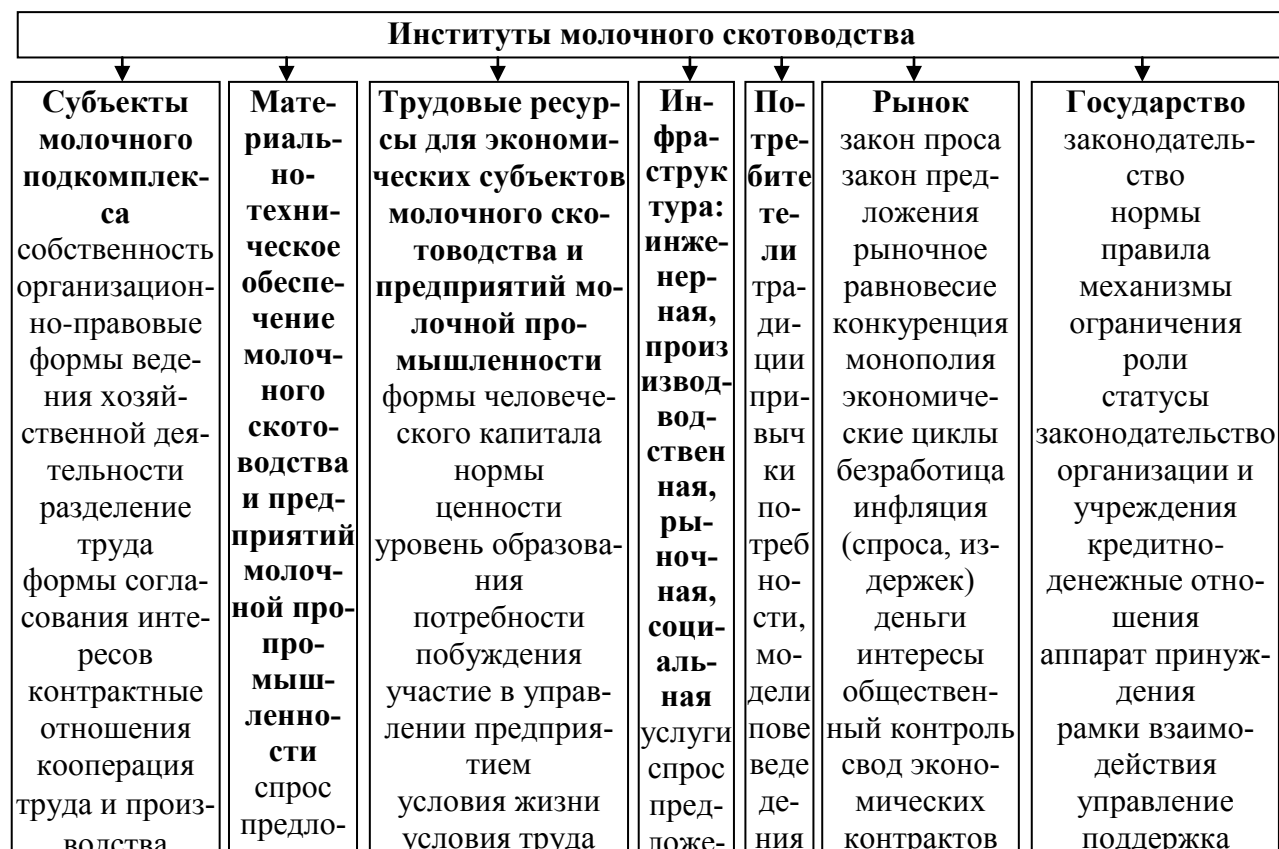 Институты молочного скотоводства
Субъекты
молочного
подкомплек-
са
собственность
организацион-
но-правовые
формы веде-
ния хозяй-
ственной дея-
тельности
разделение
труда
формы согла-
сования инте-
ресов
контрактные
отношения
кооперация
труда и произ-
водства
Мате-
риаль-
но-
техни-
ческое
обеспе-
чение
молоч-
ного
ското-
водства
и пред-
приятий
молоч-
ной про-
про-
мыш-
ленно-
сти
спрос
предло-
Трудовые ресур-
сы для экономи-
ческих субъектов
молочного ско-
товодства и
предприятий мо-
лочной про-
мышленности
формы человече-
ского капитала
нормы
ценности
уровень образова-
ния
потребности
побуждения
участие в управ-
лении предприя-
тием
условия жизни
условия труда
Ин-
фра-
струк
тура:
инже-
нер-
ная,
произ
извод-
вод-
ствен
ная,
ры-
ноч-
ная,
соци-
аль-
ная
услуги
спрос
пред-
ложе-
По-
тре-
бите
те-
ли
тра-
ди-
ции
при-
выч
ки
по-
треб
но-
сти,
мо-
дели
пове
веде
де-
ния
Рынок
закон проса
закон пред-
ложения
рыночное
равновесие
конкуренция
монополия
экономиче-
ские циклы
безработица
инфляция
(спроса, из-
держек)
деньги
интересы
обществен-
ный контроль
свод эконо-
мических
контрактов
Государство
законодатель-
ство
нормы
правила
механизмы
ограничения
роли
статусы
законодательство
организации и
учреждения
кредитно-
денежные отно-
шения
аппарат принуж-
дения
рамки взаимо-
действия
управление
поддержка